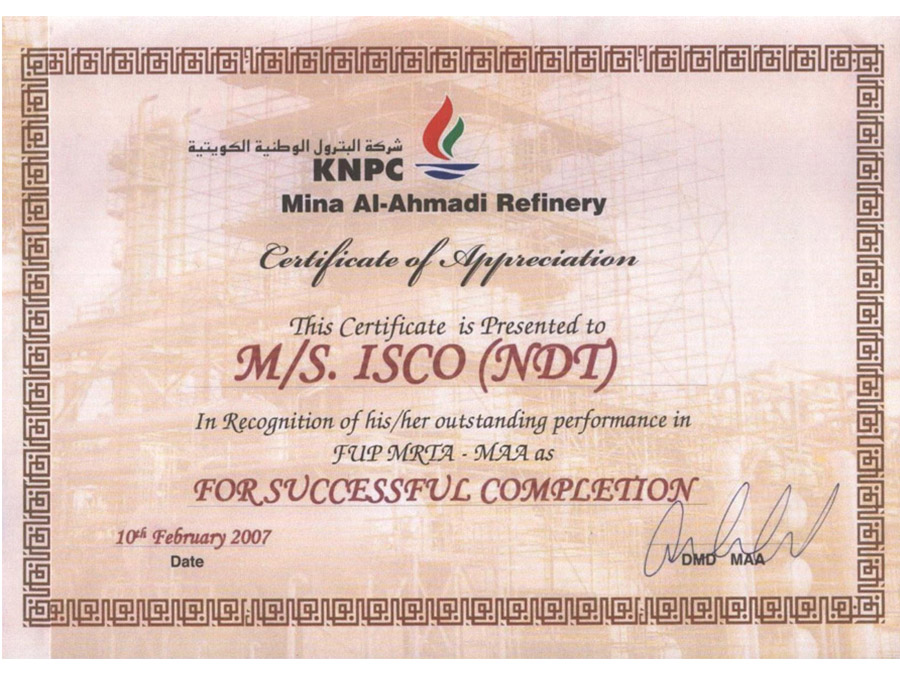 شركة البترول الوطنية الكويتية
KNPC
Mina Al-Ahmadi Refinery
Certificate of Appreciation
This Certificate is Presented to
M/S. ISCO (NDT)
In Recognition of his/her outstanding performance in
FUP MRTA - MAA as
FOR SUCCESSFUL COMPLETION
10th February 2007
Date
DMD MAA